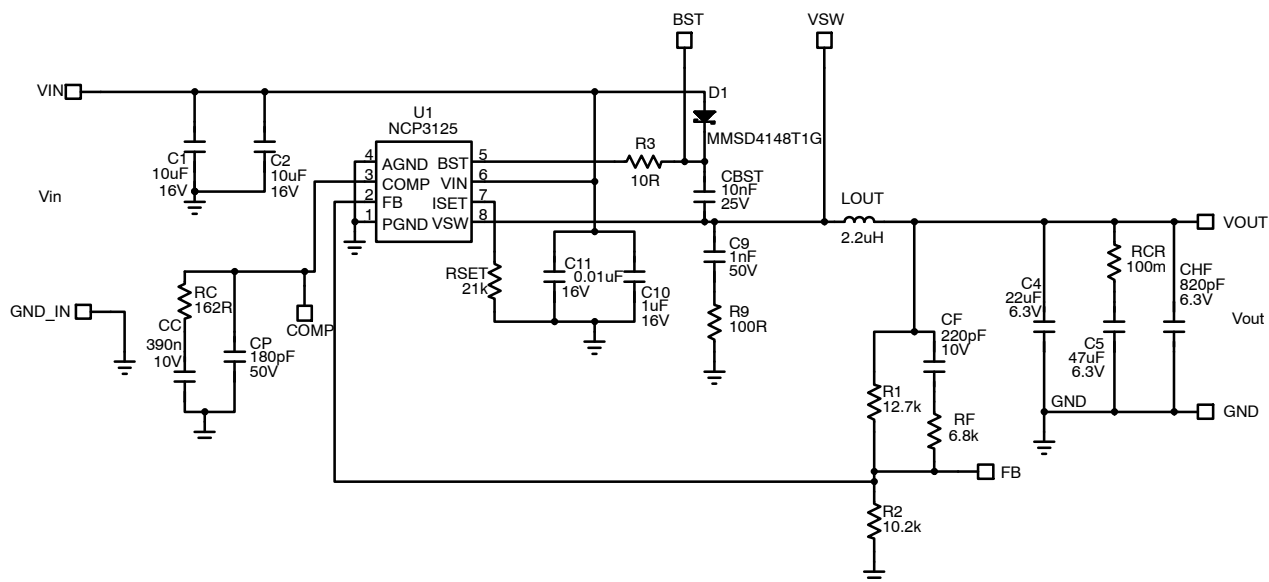 BST
VSW
VIN
D1
U1
NCP3125
MMSD4148T1G
R3
10R
4
AGND
BST
5
3
COMP
VIN
6
2
FB
ISET
7
1
PGND
VSW
8
C1
10uF
16V
C2
10uF
16V
Vin
CBST
10nF
25V
LOUT
2.2uH
VOUT
C9
1nF
50V
RCR
100m
CHF
820pF
6.3V
RSET
21k
C11
0.01uF
16V
C10
1uF
16V
C4
22uF
6.3V
RC
162R
GND_IN
COMP
CC
390n
10V
CP
180pF
50V
R9
100R
CF
220pF
10V
C5
47uF
6.3V
Vout
R1
12.7k
RF
6.8k
GND
GND
FB
R2
10.2k